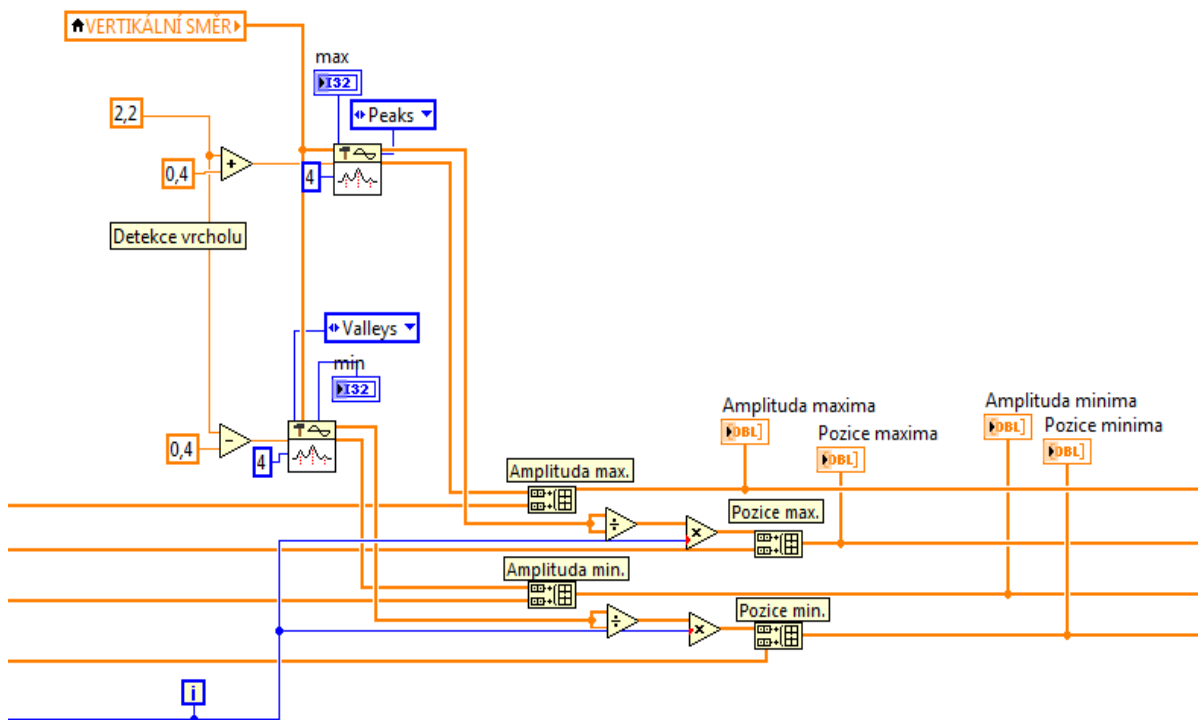 VERTIKÁLNÍ SMĚR
max
I32
Peaks
2,2
+
0,4
4
Detekce vrcholu
Valleys
min
I32
−
0,4
4
Amplituda maxima
DBL
Pozice maxima
DBL
Amplituda minima
DBL
Pozice minima
DBL
Amplituda max.
÷
x
Pozice max.
Amplituda min.
÷
x
Pozice min.
i